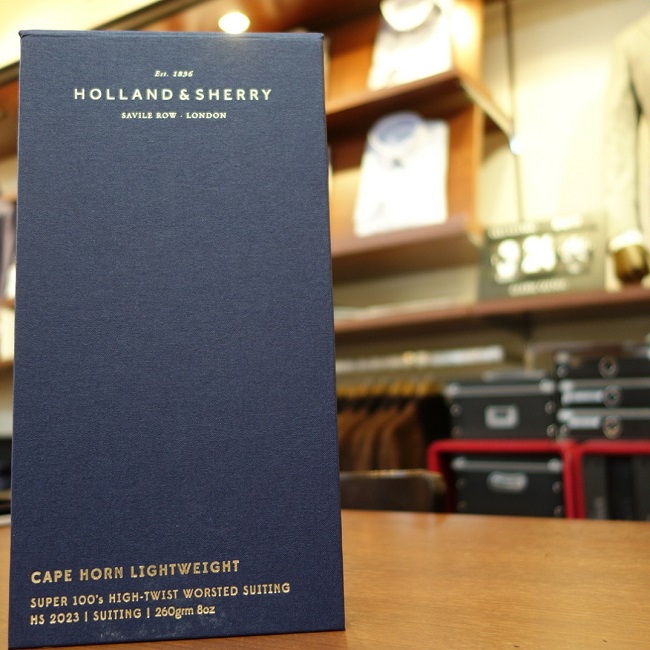 Est. 1836
HOLLAND & SHERRY
SAVILE ROW · LONDON
CAPE HORN LIGHTWEIGHT
SUPER 100's HIGH-TWIST WORSTED SUITING
HS 2023 | SUITING | 260grm 8oz